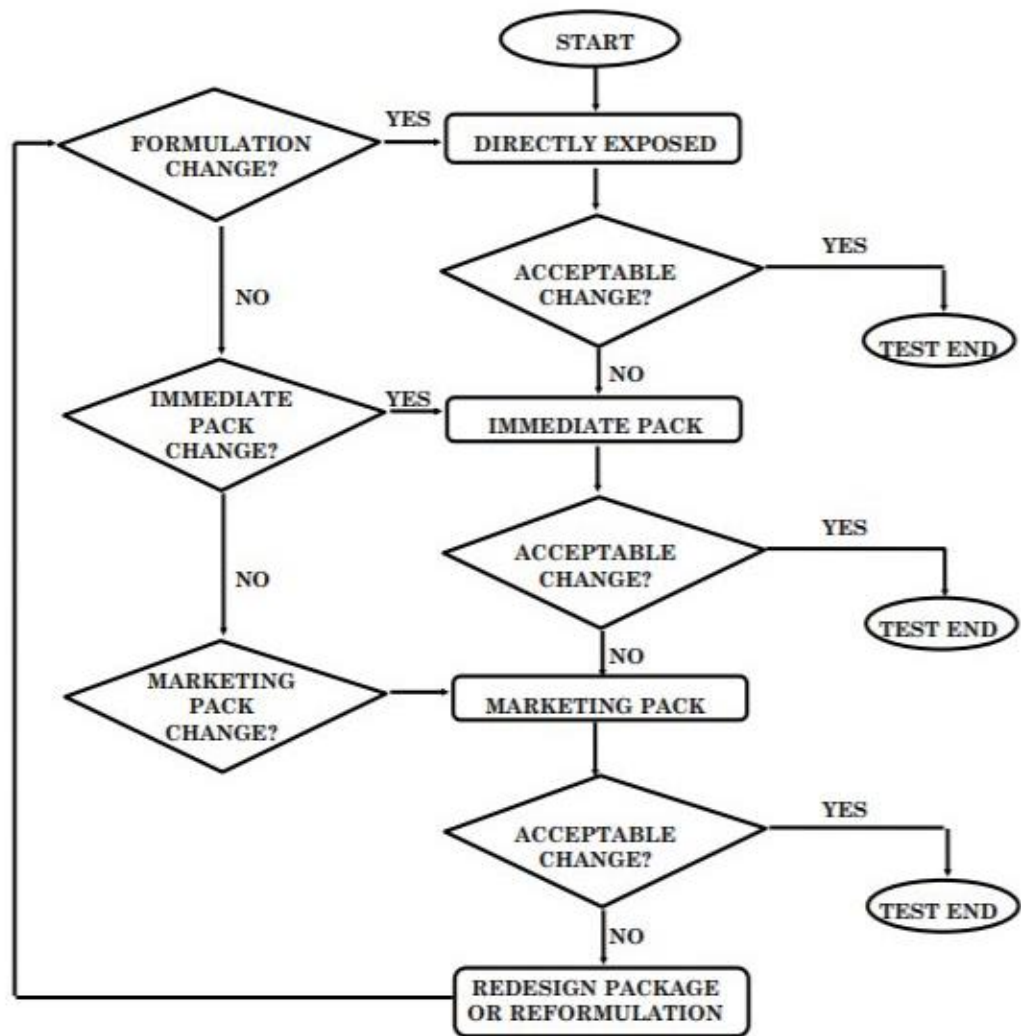 START
YES
FORMULATION
CHANGE?
DIRECTLY EXPOSED
YES
ACCEPTABLE
CHANGE?
NO
TEST END
NO
IMMEDIATE
PACK
CHANGE?
YES
IMMEDIATE PACK
YES
ACCEPTABLE
CHANGE?
NO
TEST END
NO
MARKETING
PACK
CHANGE?
MARKETING PACK
YES
ACCEPTABLE
CHANGE?
TEST END
NO
REDESIGN PACKAGE
OR REFORMULATION